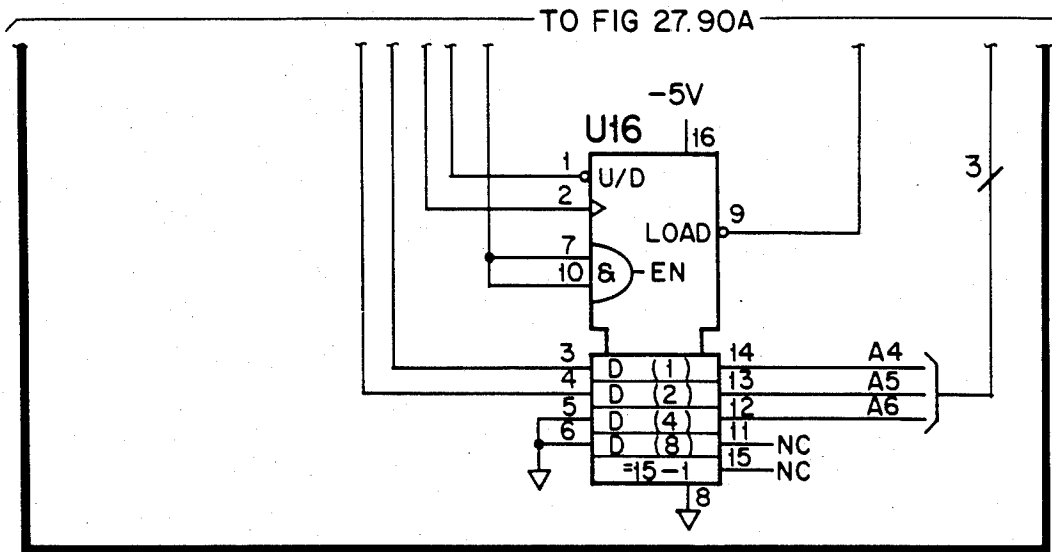 TO FIG 27.90A
-5V
U16
16
1
U/D
2
3
LOAD
9
7
10
&
EN
3
D
(1)
14
A4
4
D
(2)
13
A5
5
D
(4)
12
A6
6
D
(8)
11
NC
=15-1
15
NC
8